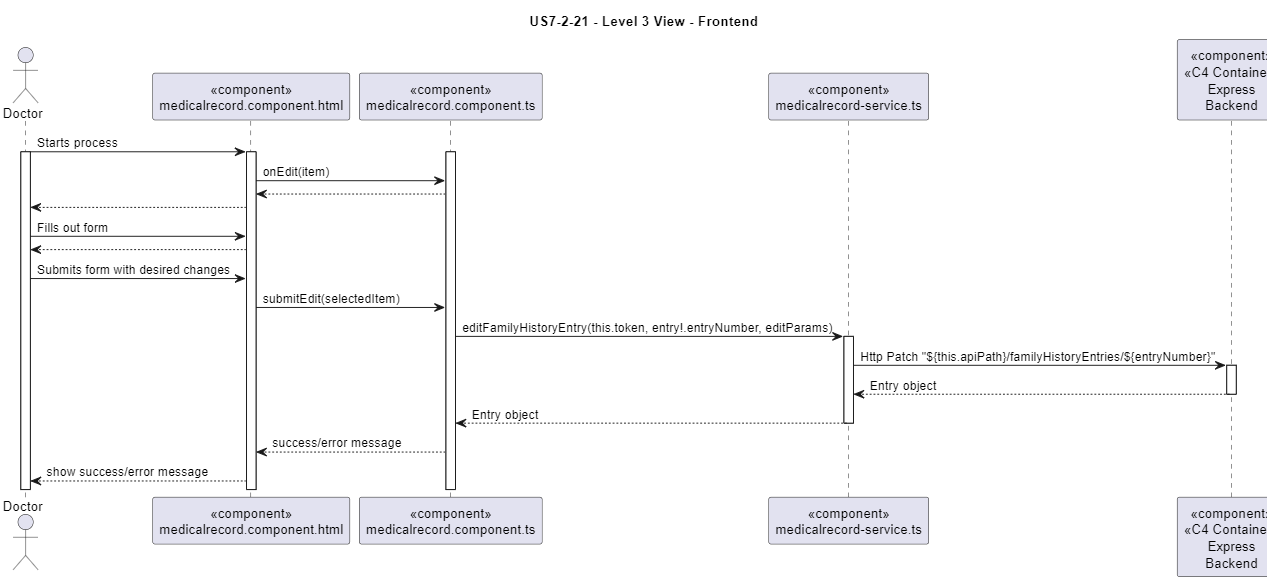 US7-2-21 - Level 3 View - Frontend
Doctor
«component»
medicalrecord.component.html
«component»
medicalrecord.component.ts
«component»
medicalrecord-service.ts
«component»
«C4 Containe
Express
Backend
Starts process
onEdit(item)
Fills out form
Submits form with desired changes
submitEdit(selectedItem)
editFamilyHistoryEntry(this.token, entry!.entryNumber, editParams)
Http Patch "${this.apiPath}/familyHistoryEntries/${entryNumber}"
Entry object
Entry object
success/error message
show success/error message
Doctor
«component»
medicalrecord.component.html
«component»
medicalrecord.component.ts
«component»
medicalrecord-service.ts
«component»
«C4 Containe
Express
Backend